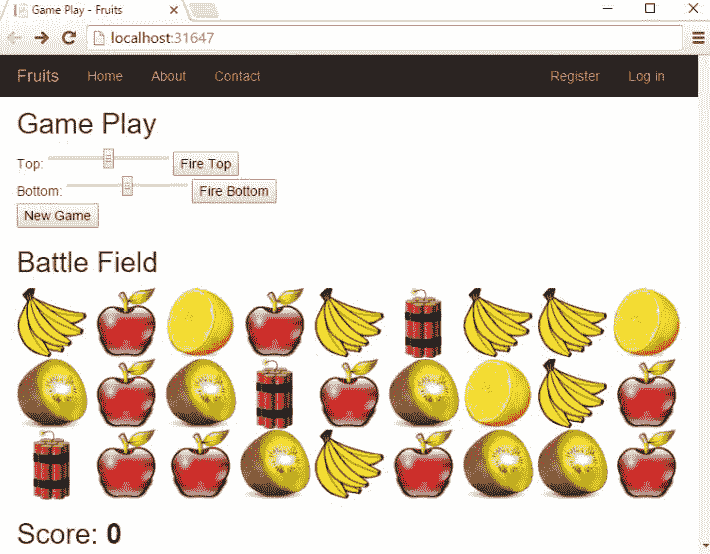 Game Play - Fruits
localhost:31647
Fruits Home About Contact Register Log in
Game Play
Top: Fire Top
Bottom: Fire Bottom
New Game
Battle Field
Score: 0